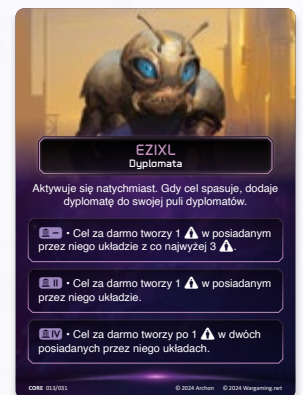 EZIXL
Dyplomata
Aktywuje się natychmiast. Gdy cel spasuje, dodaje
dyplomatę do swojej puli dyplomatów.
– • Cel za darmo tworzy 1 w posiadanym
przez niego układzie z co najwyżej 3 .
II • Cel za darmo tworzy 1 w posiadanym
przez niego układzie.
IV • Cel za darmo tworzy po 1 w dwóch
posiadanych przez niego układach.
CORE 013/031 © 2024 Archon © 2024 Wargaming.net